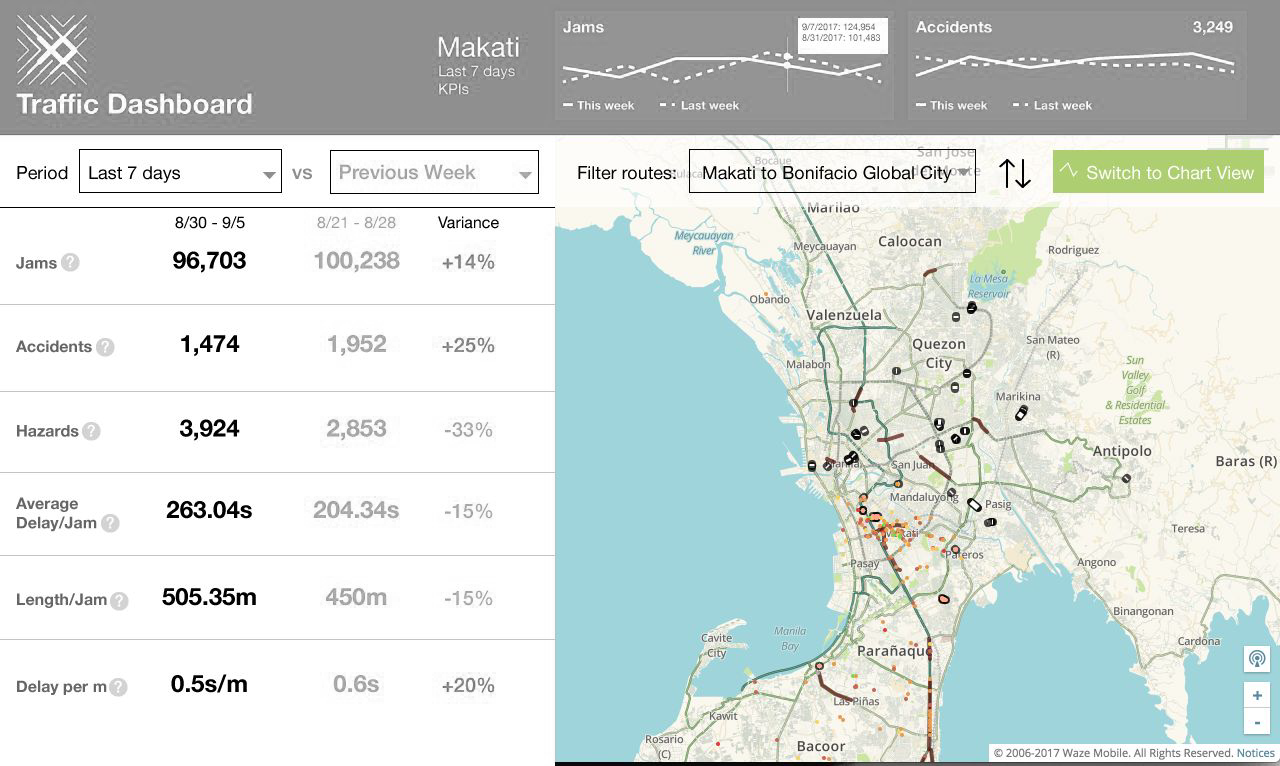 Traffic Dashboard
Makati
Last 7 days
KPIs
Jams
9/7/2017: 124,954
8/31/2017: 101,483
This week
Last week
Accidents
3,249
This week
Last week
Period
Last 7 days
vs
Previous Week
Filter routes:
Makati to Bonifacio Global City
Switch to Chart View
8/30 - 9/5
8/21 - 8/28
Variance
Jams ?
96,703
100,238
+14%
Accidents ?
1,474
1,952
+25%
Hazards ?
3,924
2,853
-33%
Average
Delay/Jam ?
263.04s
204.34s
-15%
Length/Jam ?
505.35m
450m
-15%
Delay per m ?
0.5s/m
0.6s
+20%
Bocaue
San Jose
Marilao
Meycauayan
River
Meycauayan
Caloocan
Rodriguez
La Mesa
Reservoir
Obando
Valenzuela
Quezon
City
San Mateo
(R)
Malabon
Sun
Valley
Golf
& Residential
Estates
Marikina
Antipolo
Baras (R)
San Juan
Mandaluyong
Pasig
Teresa
Makati
Pateros
Pasay
Angono
Binangonan
Cardona
Manila
Bay
Cavite
City
Parañaque
Las Piñas
Kawit
Rosario
(C)
Bacoor
+
-
© 2006-2017 Waze Mobile. All Rights Reserved. Notices